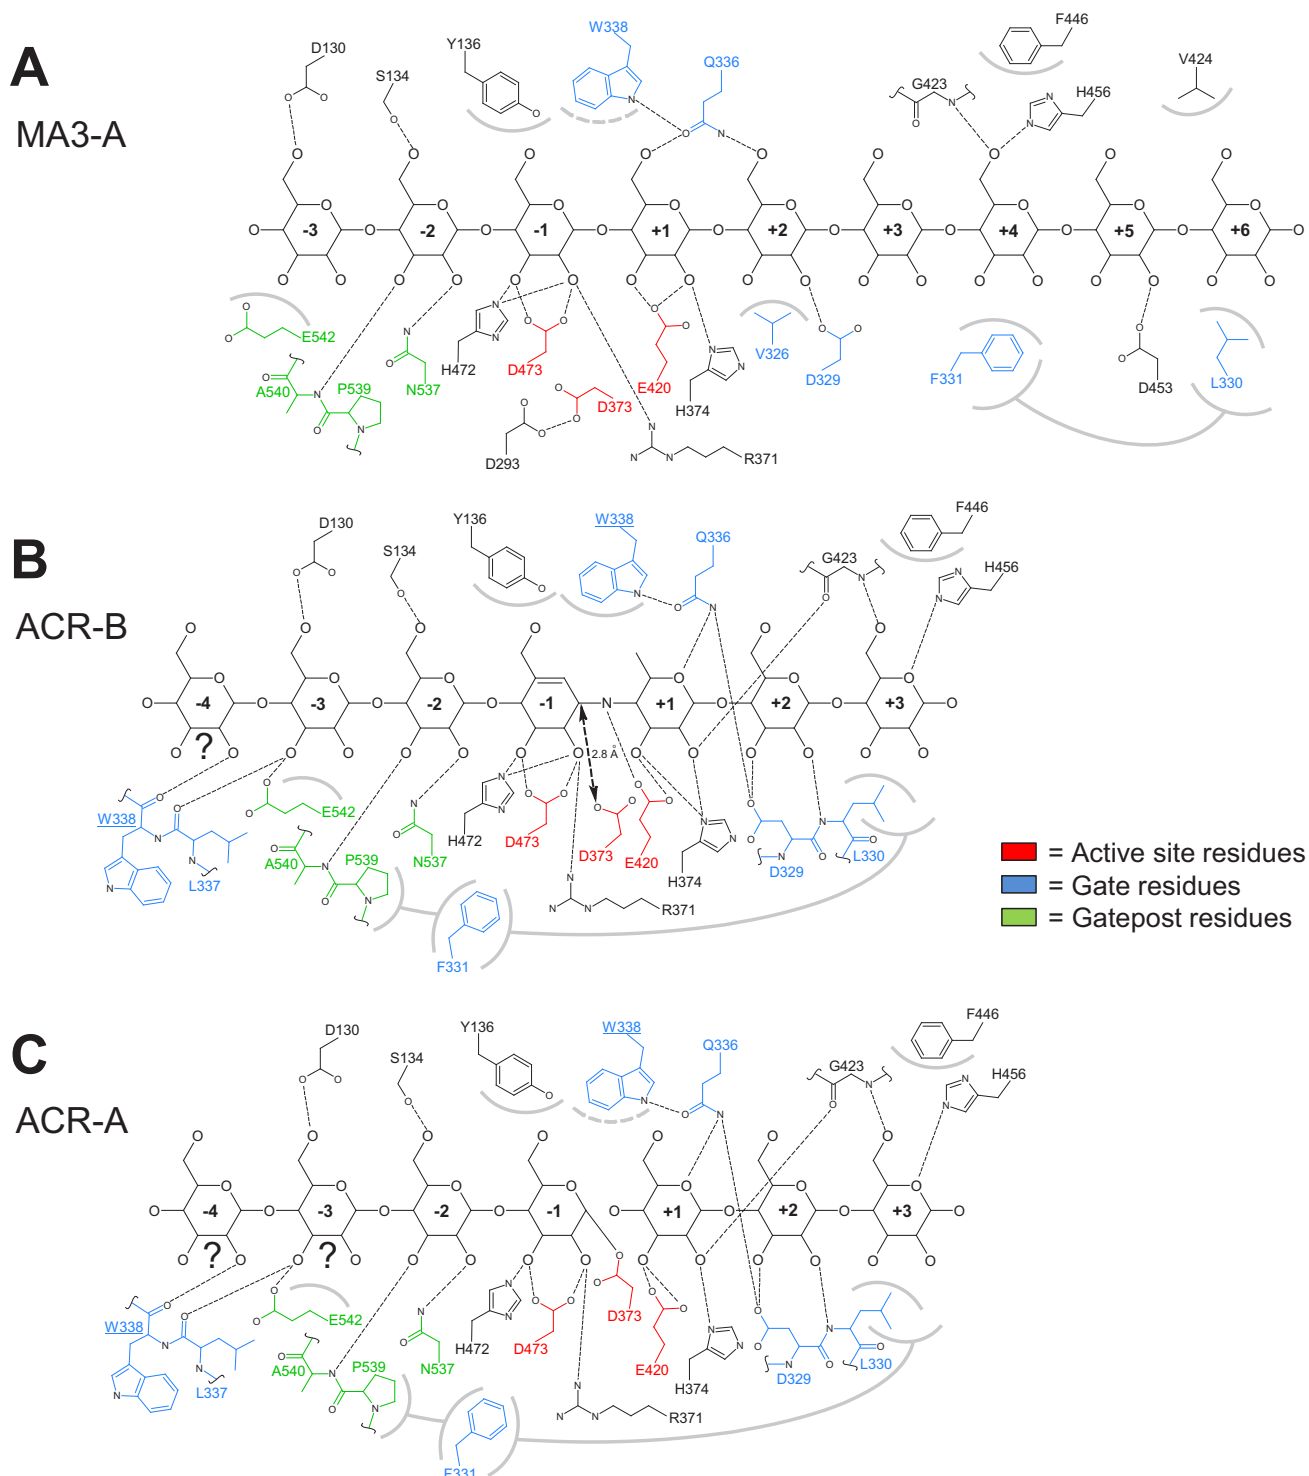 A
MA3-A
D130
S134
Y136
W338
Q336
G423
F446
H456
V424
-3
-2
-1
+1
+2
+3
+4
+5
+6
E542
A540
P539
N537
H472
D473
D293
D373
E420
H374
R371
V326
D329
F331
D453
L330
B
ACR-B
D130
S134
Y136
W338
Q336
G423
F446
H456
-4
-3
-2
-1
+1
+2
+3
?
2.8 Å
W338
L337
E542
A540
P539
N537
F331
H472
D473
D373
E420
H374
R371
D329
L330
= Active site residues
= Gate residues
= Gatepost residues
C
ACR-A
D130
S134
Y136
W338
Q336
G423
F446
H456
-4
-3
-2
-1
+1
+2
+3
?
?
W338
L337
E542
A540
P539
N537
F331
H472
D473
D373
E420
H374
R371
D329
L330